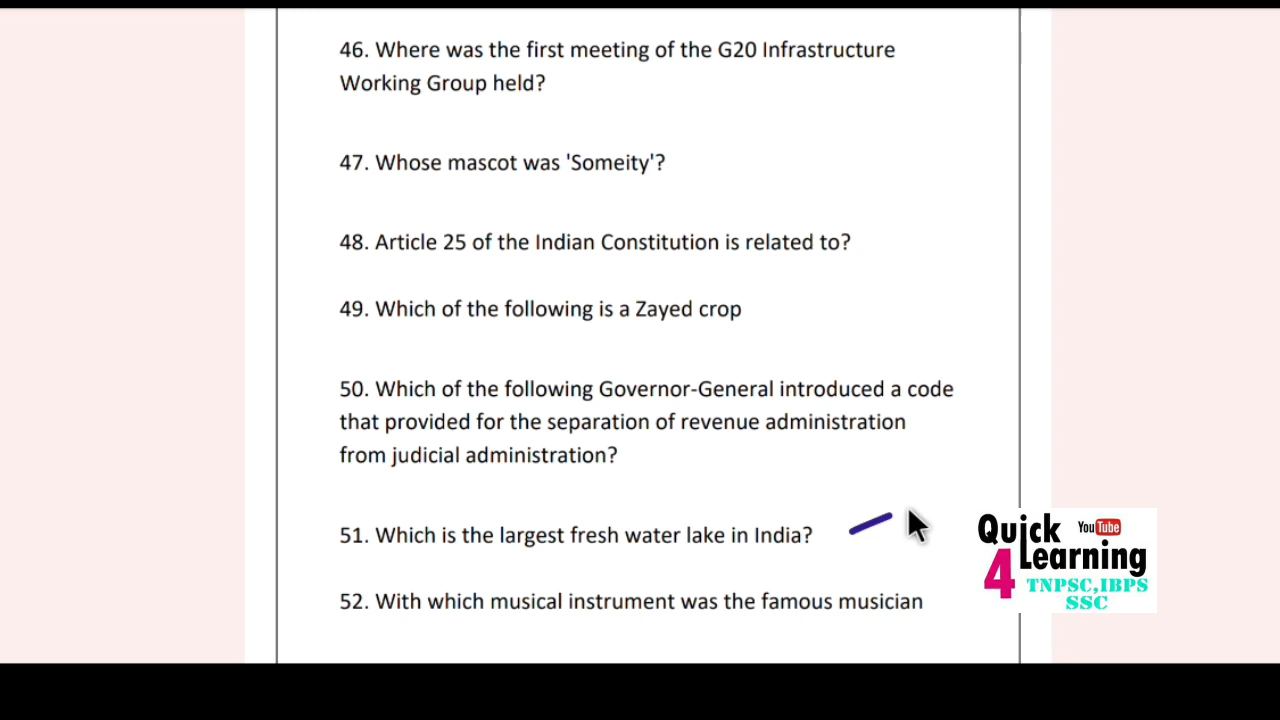 46. Where was the first meeting of the G20 Infrastructure
Working Group held?
47. Whose mascot was 'Someity'?
48. Article 25 of the Indian Constitution is related to?
49. Which of the following is a Zayed crop
50. Which of the following Governor-General introduced a code
that provided for the separation of revenue administration
from judicial administration?
51. Which is the largest fresh water lake in India?
52. With which musical instrument was the famous musician
Quick YouTube
4 Learning
TNPSC,IBPS
SSC